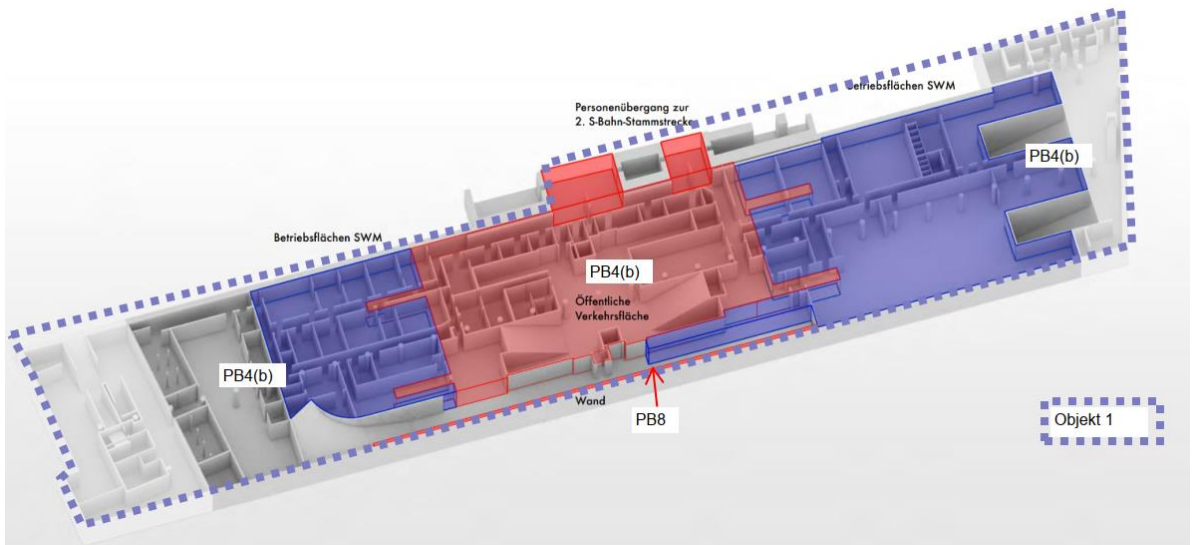 Betriebsflächen SWM
Personenübergang zur
2. S-Bahn-Stammstrecke
PB4(b)
Betriebsflächen SWM
PB4(b)
Öffentliche
Verkehrsfläche
PB4(b)
Wand
PB8
Objekt 1